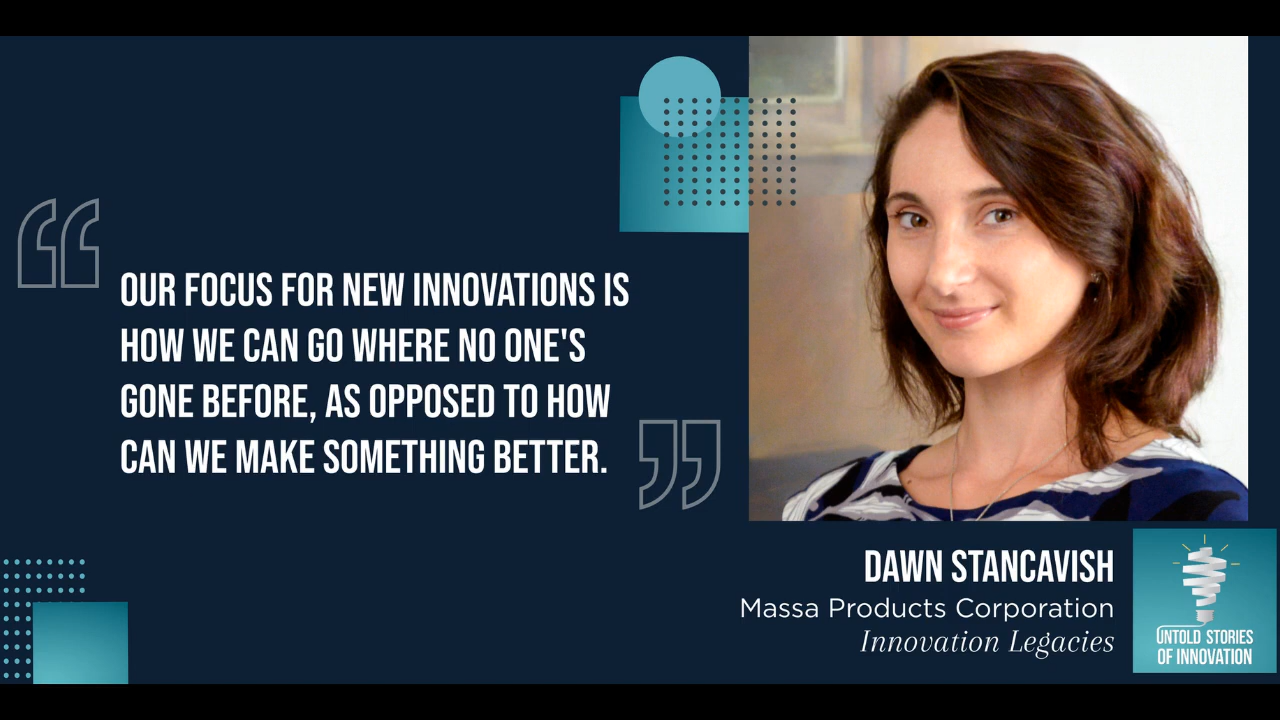 OUR FOCUS FOR NEW INNOVATIONS IS
HOW WE CAN GO WHERE NO ONE'S
GONE BEFORE, AS OPPOSED TO HOW
CAN WE MAKE SOMETHING BETTER.
DAWN STANCAVISH
Massa Products Corporation
Innovation Legacies
UNTOLD STORIES
OF INNOVATION